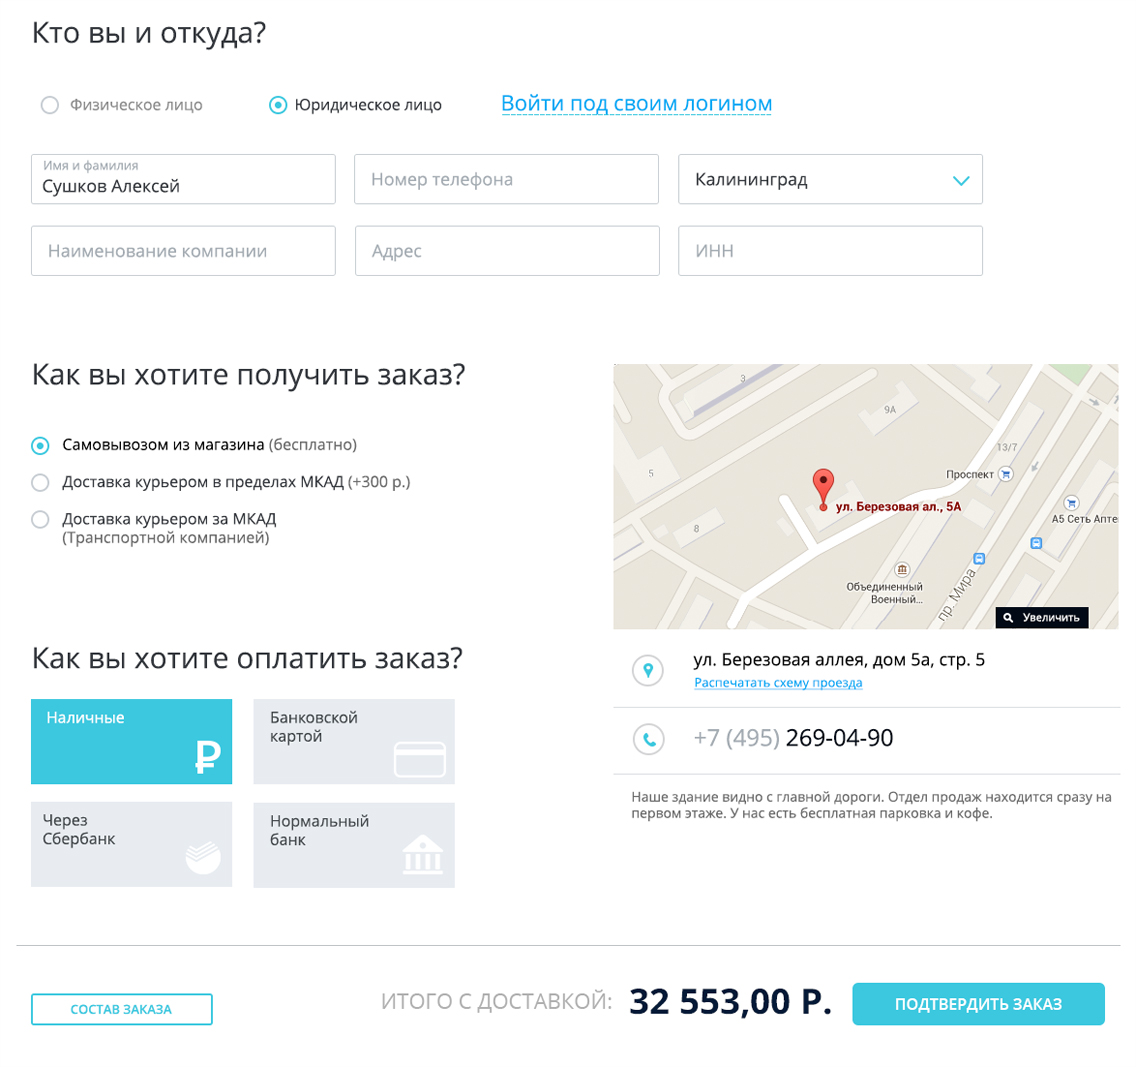 Кто вы и откуда?
Физическое лицо
Юридическое лицо
Войти под своим логином
Имя и фамилия
Сушков Алексей
Номер телефона
Калининград
Наименование компании
Адрес
ИНН
Как вы хотите получить заказ?
Самовывозом из магазина (бесплатно)
Доставка курьером в пределах МКАД (+300 р.)
Доставка курьером за МКАД
(Транспортной компанией)
3
9А
13/7
5
Проспект
ул. Березовая ал., 5А
А5 Сеть Апте
8
Объединенный
Военный...
пр. Мира
Увеличить
Как вы хотите оплатить заказ?
Наличные
Банковской
картой
Через
Сбербанк
Нормальный
банк
ул. Березовая аллея, дом 5а, стр. 5
Распечатать схему проезда
+7 (495) 269-04-90
Наше здание видно с главной дороги. Отдел продаж находится сразу на
первом этаже. У нас есть бесплатная парковка и кофе.
СОСТАВ ЗАКАЗА
ИТОГО С ДОСТАВКОЙ: 32 553,00 Р.
ПОДТВЕРДИТЬ ЗАКАЗ